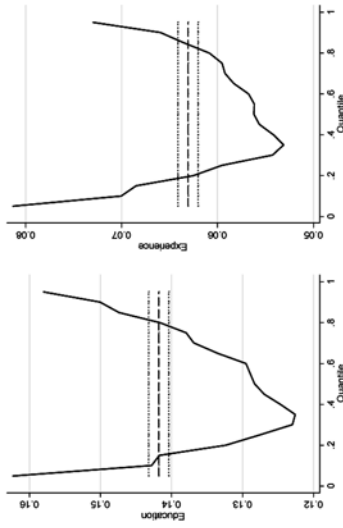 0.16
0.15
0.14
0.13
0.12
Education
0 .2 .4 .6 .8 1
Quantile
0.08
0.07
0.06
0.05
Experience
0 .2 .4 .6 .8 1
Quantile